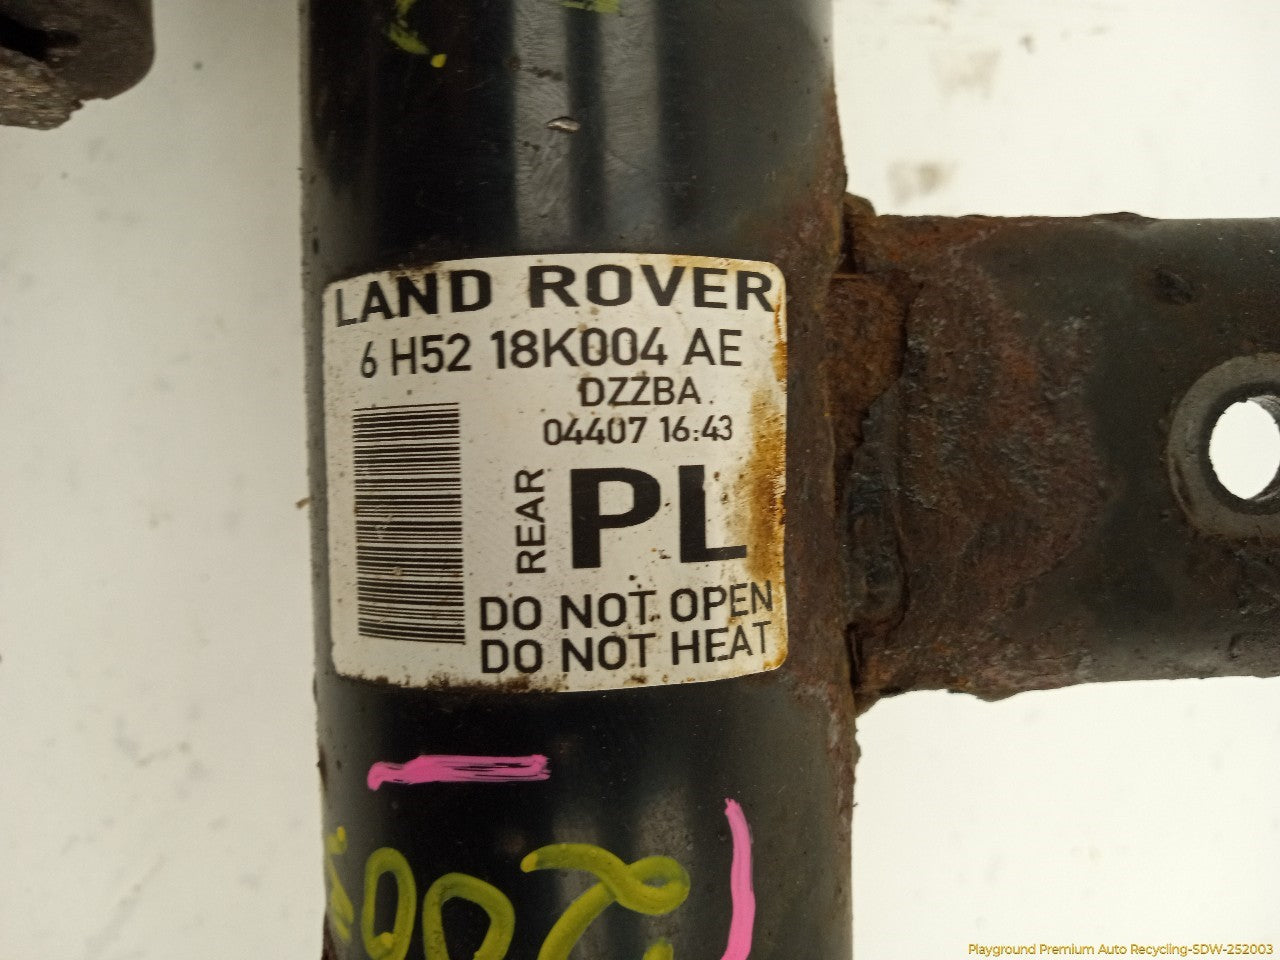 LAND ROVER
6 H52 18K004 AE
DZZBA
04407 16:43
REAR
PL
DO NOT OPEN
DO NOT HEAT
Playground Premium Auto Recycling-SDW-252003